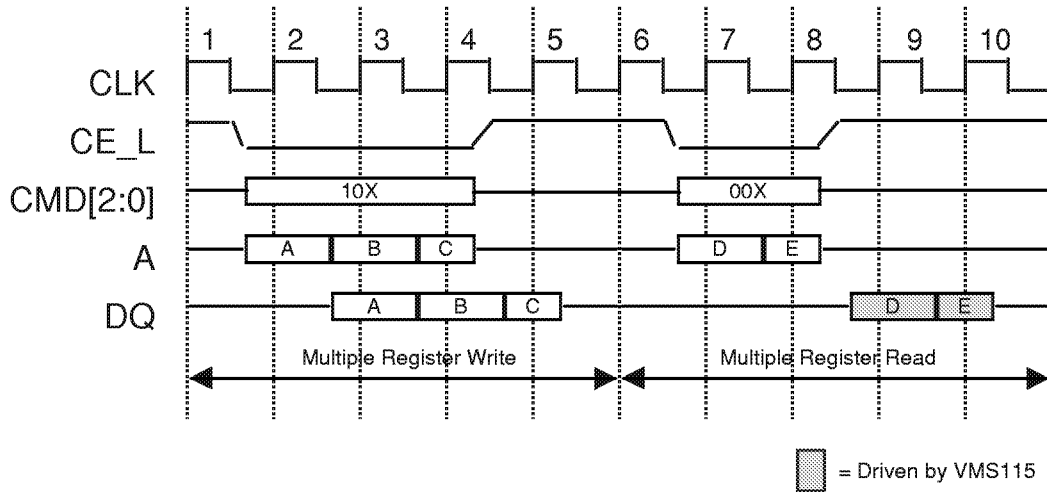 1 2 3 4 5 6 7 8 9 10
CLK
CE_L
CMD[2:0] 10X 00X
A A B C D E
DQ A B C D E
Multiple Register Write Multiple Register Read
= Driven by VMS115